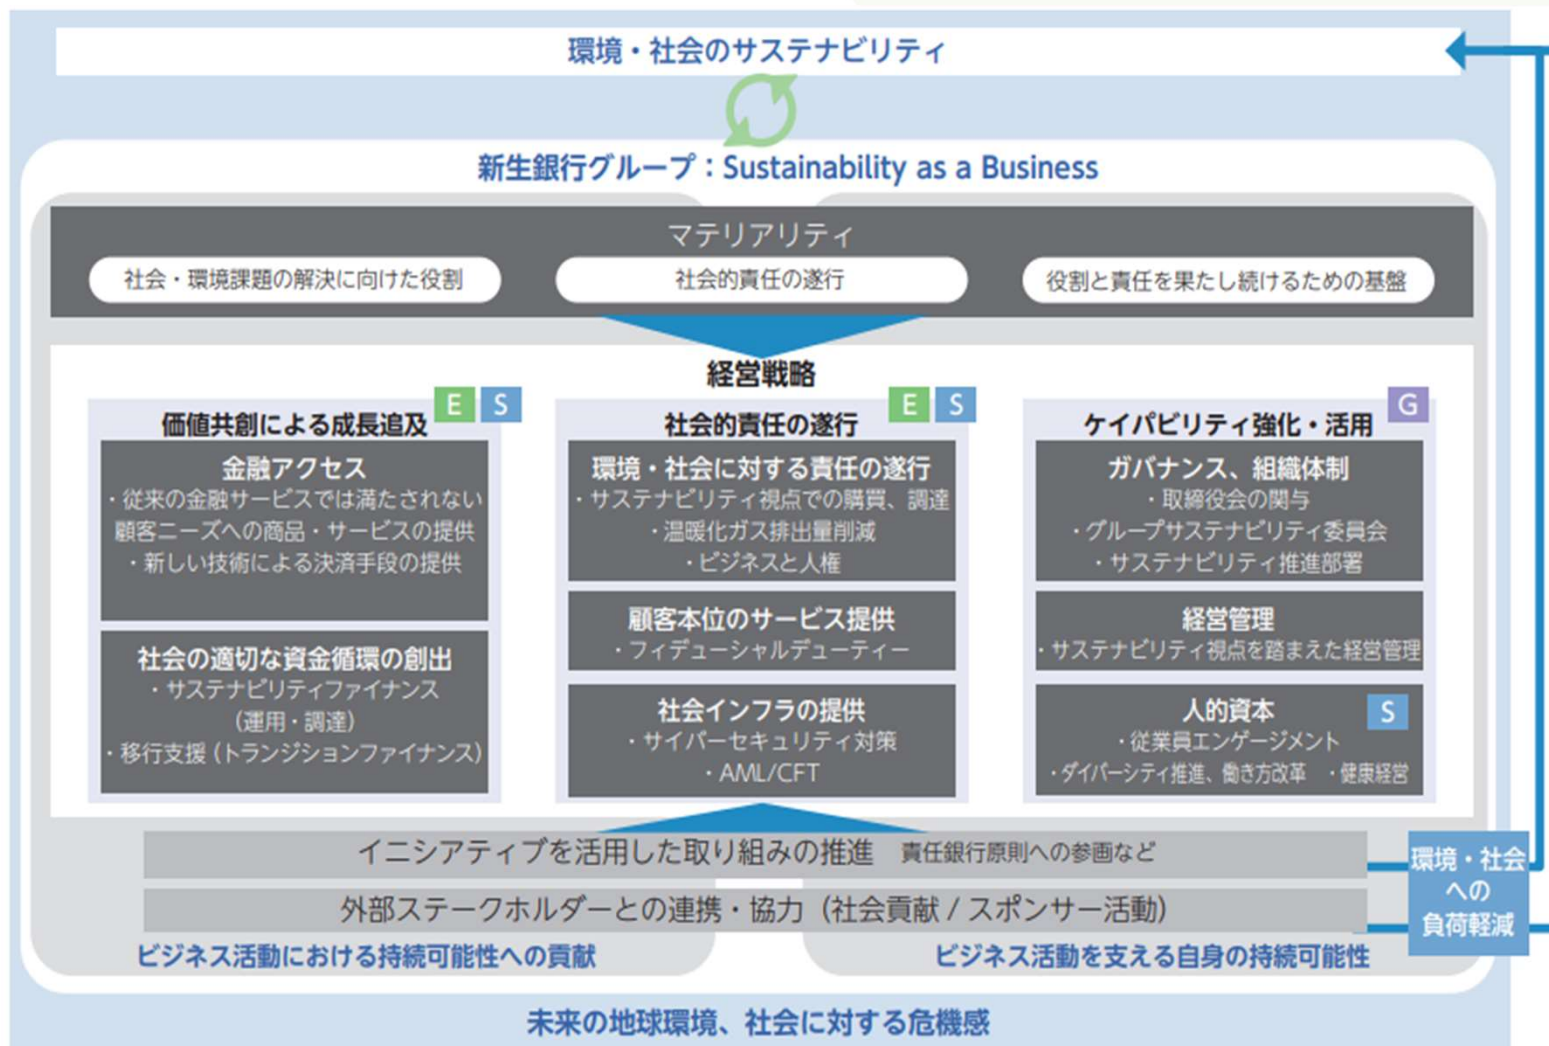 環境・社会のサステナビリティ
新生銀行グループ：Sustainability as a Business
マテリアリティ
社会・環境課題の解決に向けた役割
社会的責任の遂行
役割と責任を果たし続けるための基盤
経営戦略
E S
価値共創による成長追及
金融アクセス
・従来の金融サービスでは満たされない
顧客ニーズへの商品・サービスの提供
・新しい技術による決済手段の提供
社会の適切な資金循環の創出
・サステナビリティファイナンス
(運用・調達)
・移行支援 (トランジションファイナンス)
E S
社会的責任の遂行
環境・社会に対する責任の遂行
・サステナビリティ視点での購買、調達
・温暖化ガス排出量削減
・ビジネスと人権
顧客本位のサービス提供
・フィデューシャルデューティー
社会インフラの提供
・サイバーセキュリティ対策
・AML/CFT
G
ケイパビリティ強化・活用
ガバナンス、組織体制
・取締役会の関与
・グループサステナビリティ委員会
・サステナビリティ推進部署
経営管理
・サステナビリティ視点を踏まえた経営管理
人的資本 S
・従業員エンゲージメント
・ダイバーシティ推進、働き方改革 ・健康経営
イニシアティブを活用した取り組みの推進 責任銀行原則への参画など
外部ステークホルダーとの連携・協力 (社会貢献 / スポンサー活動)
環境・社会
への
負荷軽減
ビジネス活動における持続可能性への貢献
ビジネス活動を支える自身の持続可能性
未来の地球環境、社会に対する危機感